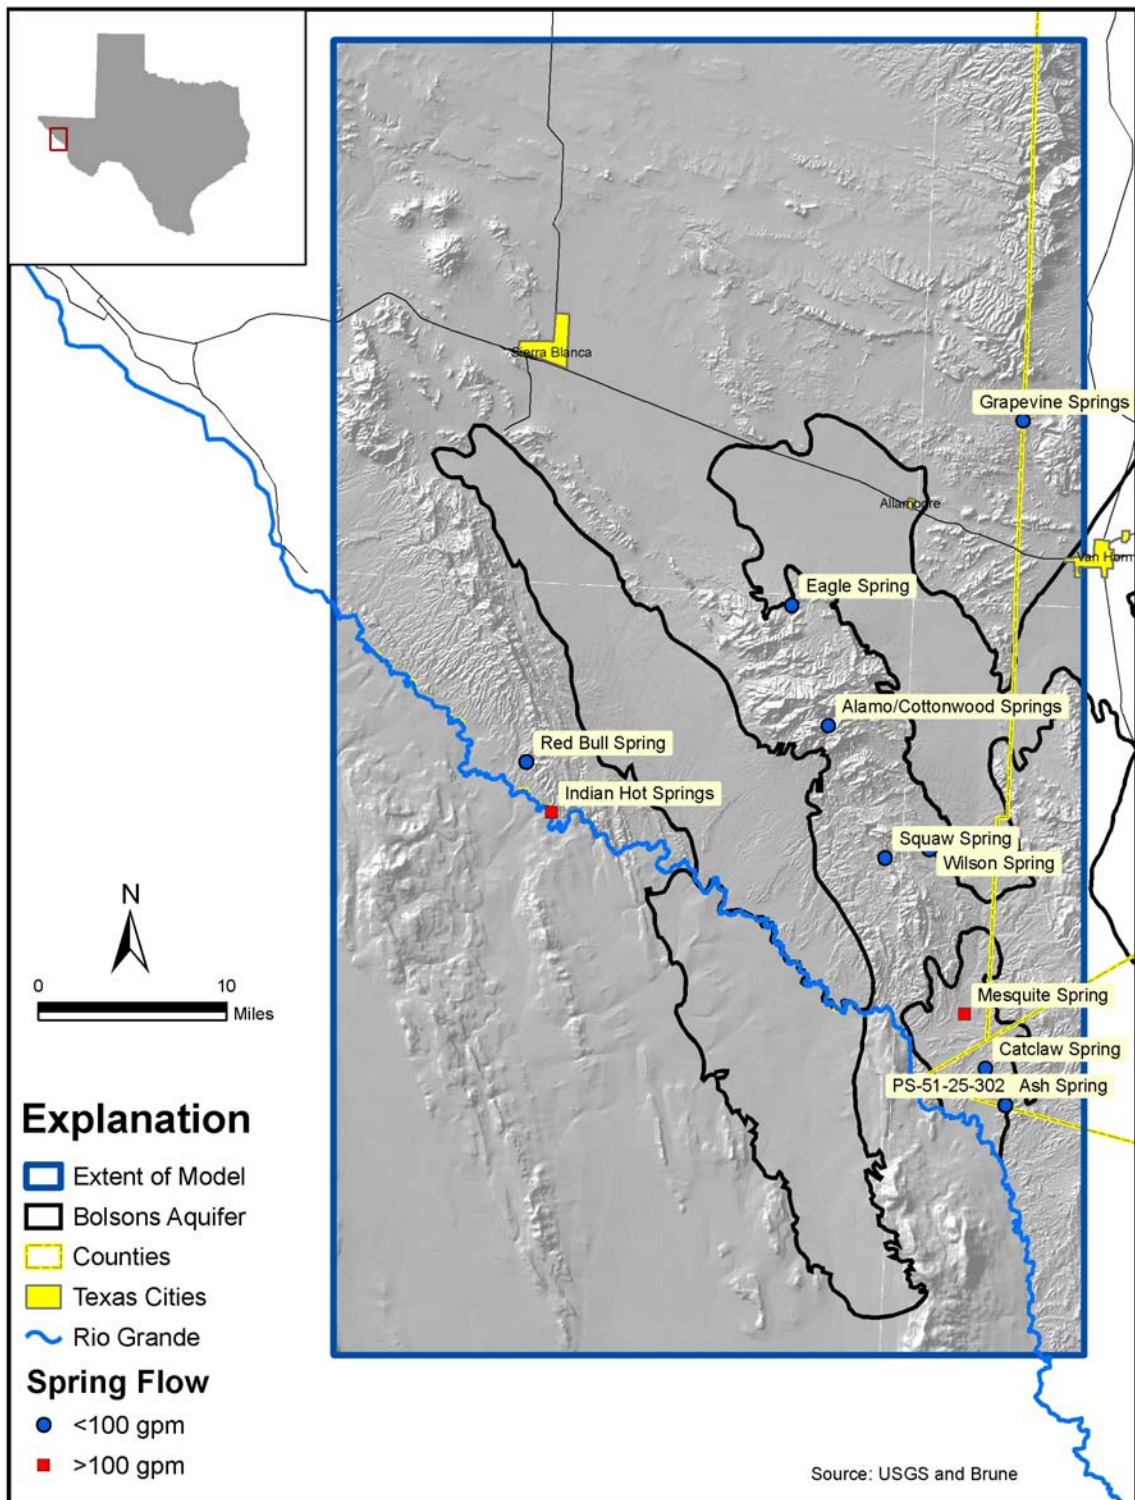 Sierra Blanca
Grapevine Springs
Allamoore
Van Horn
Eagle Spring
Alamo/Cottonwood Springs
Red Bull Spring
Indian Hot Springs
Squaw Spring
Wilson Spring
N
0 10
Miles
Mesquite Spring
Catclaw Spring
PS-51-25-302 Ash Spring
Explanation
Extent of Model
Bolsons Aquifer
Counties
Texas Cities
Rio Grande
Spring Flow
<100 gpm
>100 gpm
Source: USGS and Brune